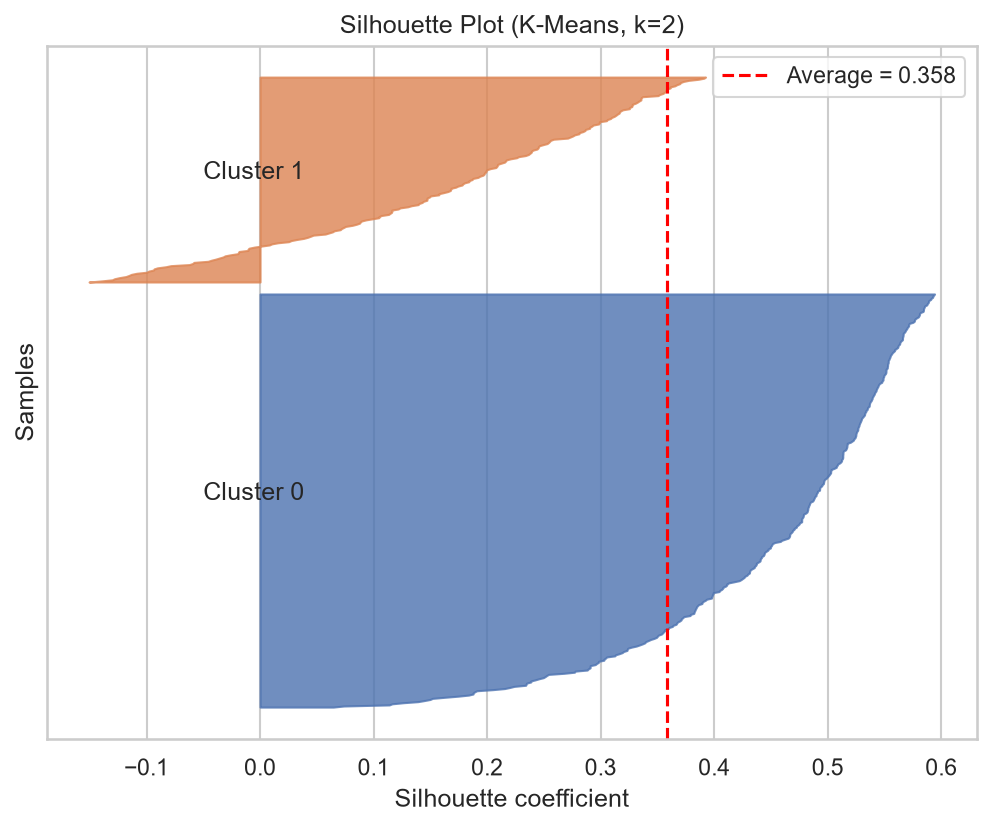 Silhouette Plot (K-Means, k=2)
Average = 0.358
Cluster 1
Cluster 0
Samples
−0.1 0.0 0.1 0.2 0.3 0.4 0.5 0.6
Silhouette coefficient